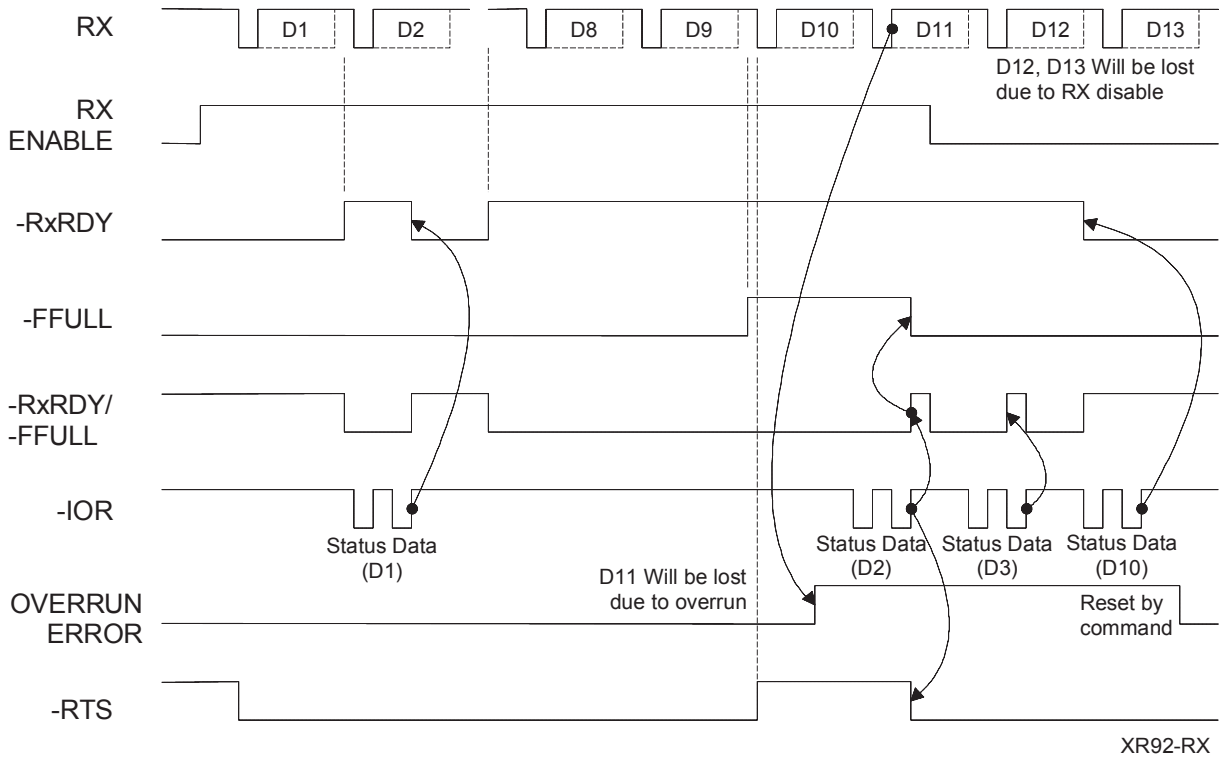 RX
D1
D2
D8
D9
D10
D11
D12
D13
D12, D13 Will be lost
due to RX disable
RX
ENABLE
-RxRDY
-FFULL
-RxRDY/
-FFULL
-IOR
Status Data
(D1)
Status Data
(D2)
Status Data
(D3)
Status Data
(D10)
D11 Will be lost
due to overrun
OVERRUN
ERROR
Reset by
command
-RTS
XR92-RX